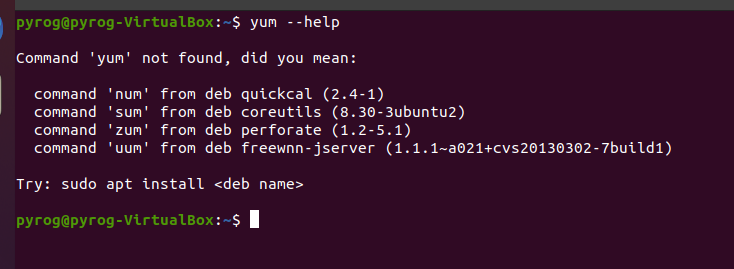 pyrog@pyrog-VirtualBox:~$ yum --help
Command 'yum' not found, did you mean:
command 'num' from deb quickcal (2.4-1)
command 'sum' from deb coreutils (8.30-3ubuntu2)
command 'zum' from deb perforate (1.2-5.1)
command 'uum' from deb freewnn-jserver (1.1.1~a021+cvs20130302-7build1)
Try: sudo apt install <deb name>
pyrog@pyrog-VirtualBox:~$